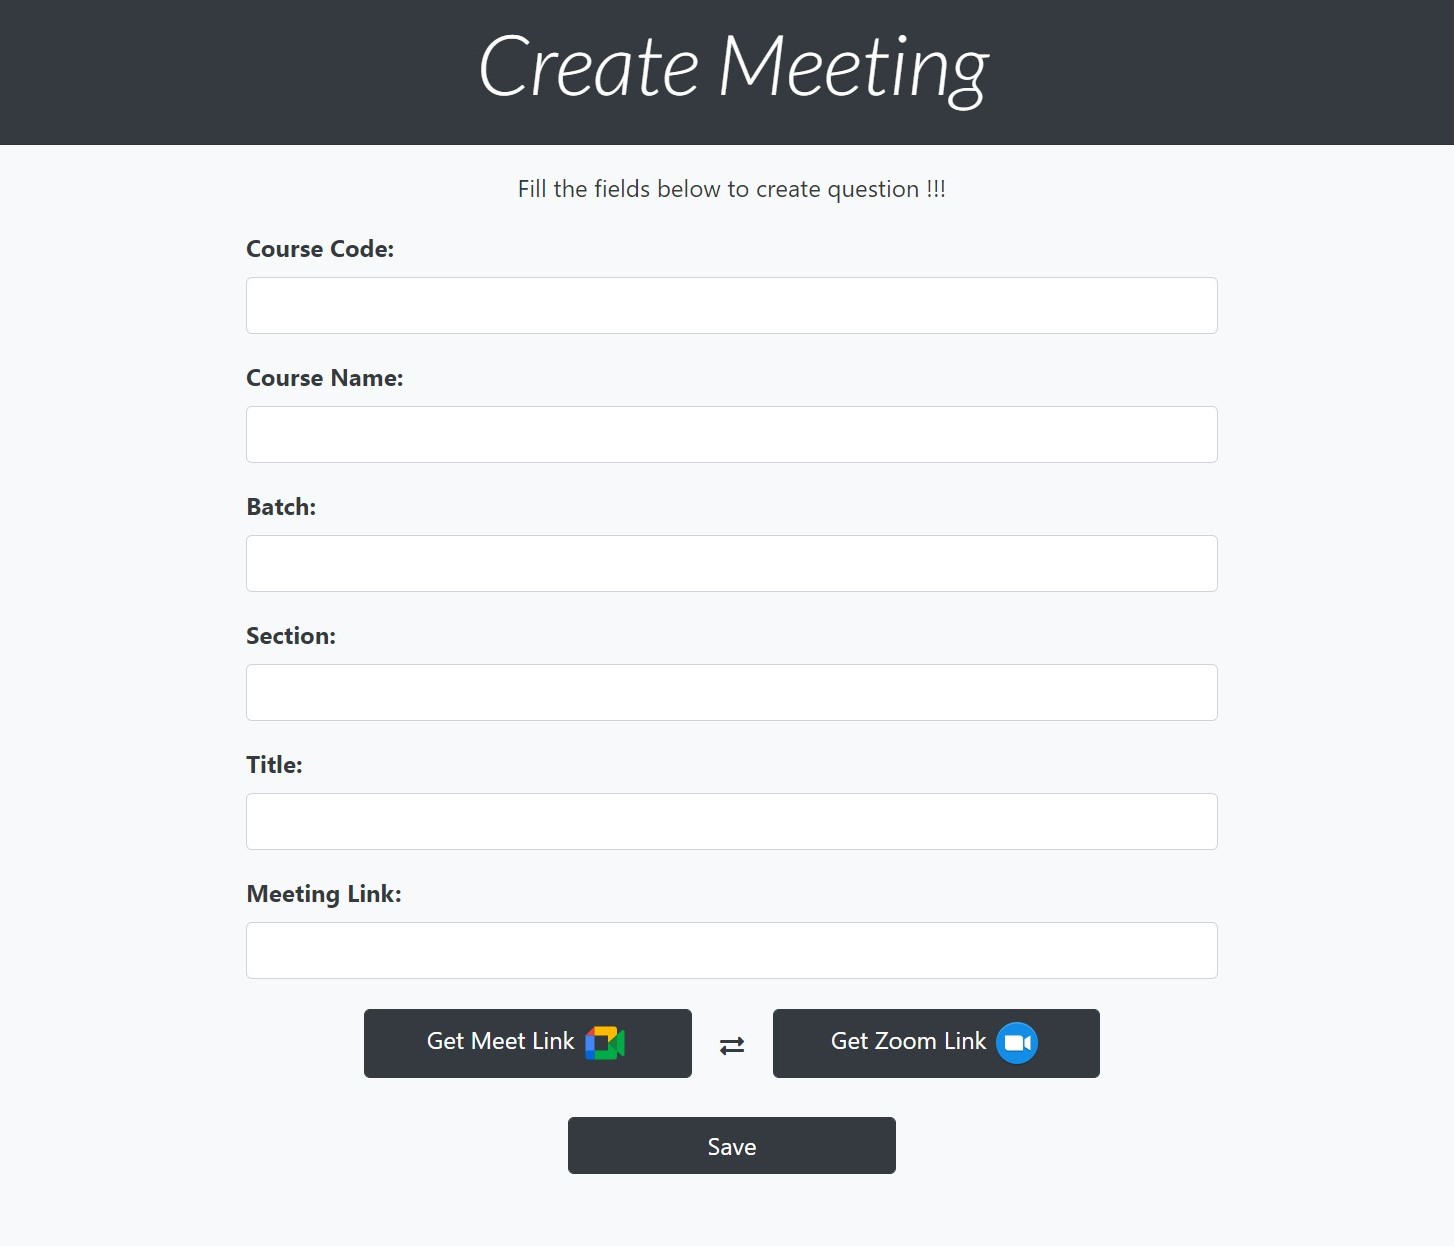 Create Meeting
Fill the fields below to create question !!!
Course Code:
Course Name:
Batch:
Section:
Title:
Meeting Link:
Get Meet Link
Get Zoom Link
Save